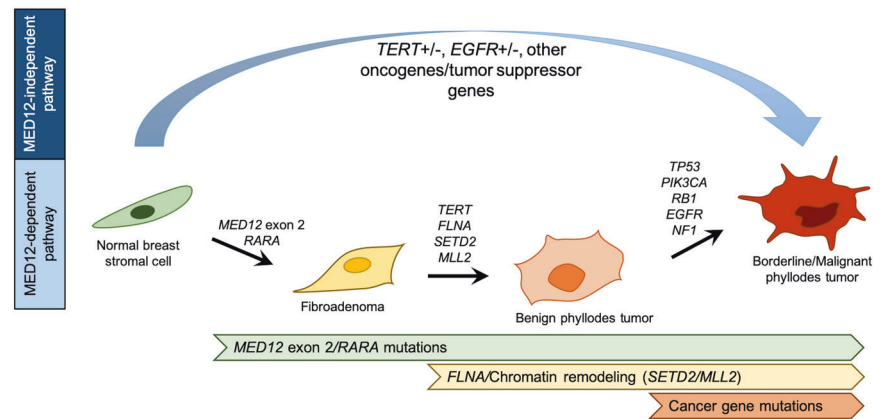 MED12-independent
pathway
TERT+/-, EGFR+/-, other
oncogenes/tumor suppressor
genes
MED12-dependent
pathway
Normal breast
stromal cell
MED12 exon 2
RARA
Fibroadenoma
TERT
FLNA
SETD2
MLL2
Benign phyllodes tumor
TP53
PIK3CA
RB1
EGFR
NF1
Borderline/Malignant
phyllodes tumor
MED12 exon 2/RARA mutations
FLNA/Chromatin remodeling (SETD2/MLL2)
Cancer gene mutations